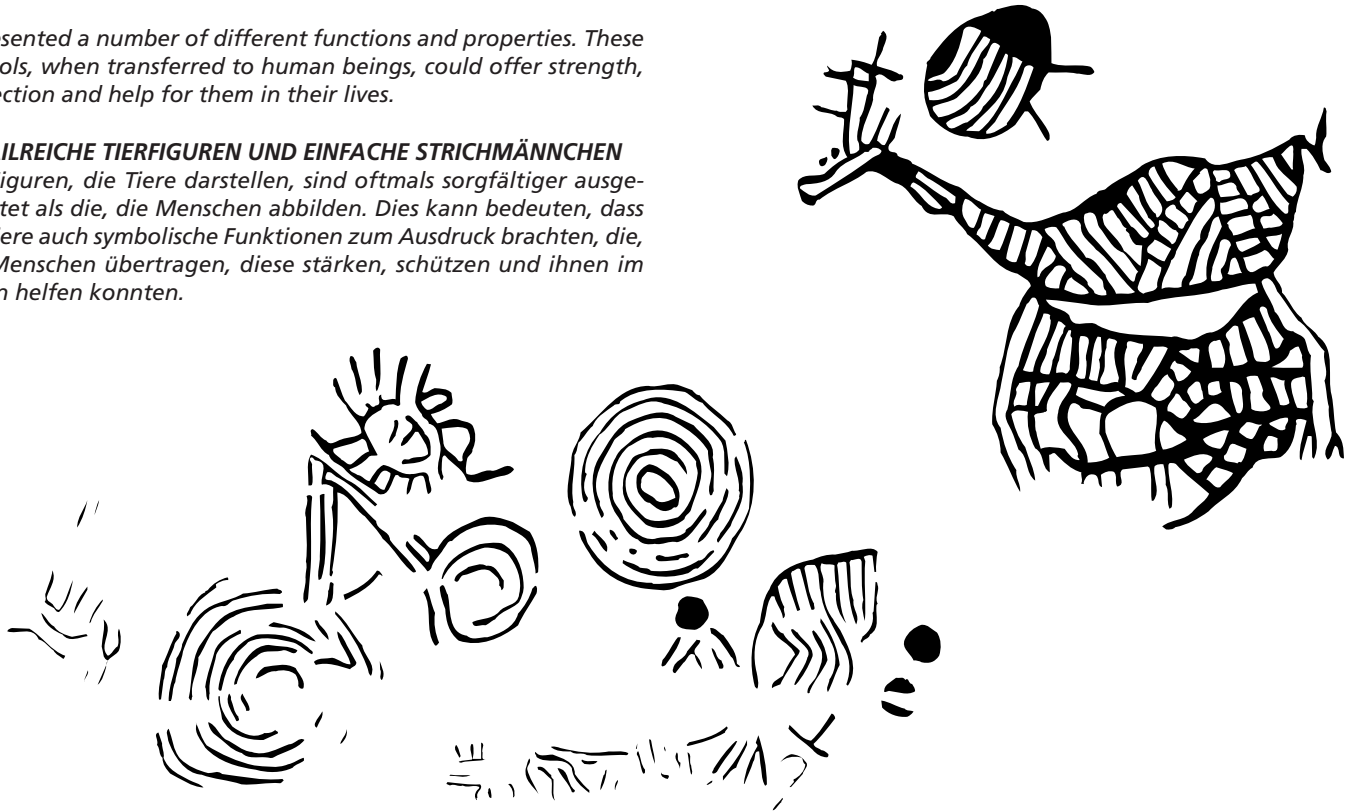 esented a number of different functions and properties. These
ols, when transferred to human beings, could offer strength,
ection and help for them in their lives.
ILREICHE TIERFIGUREN UND EINFACHE STRICHMÄNNCHEN
iguren, die Tiere darstellen, sind oftmals sorgfältiger ausge-
tet als die, die Menschen abbilden. Dies kann bedeuten, dass
iere auch symbolische Funktionen zum Ausdruck brachten, die,
Menschen übertragen, diese stärken, schützen und ihnen im
n helfen konnten.